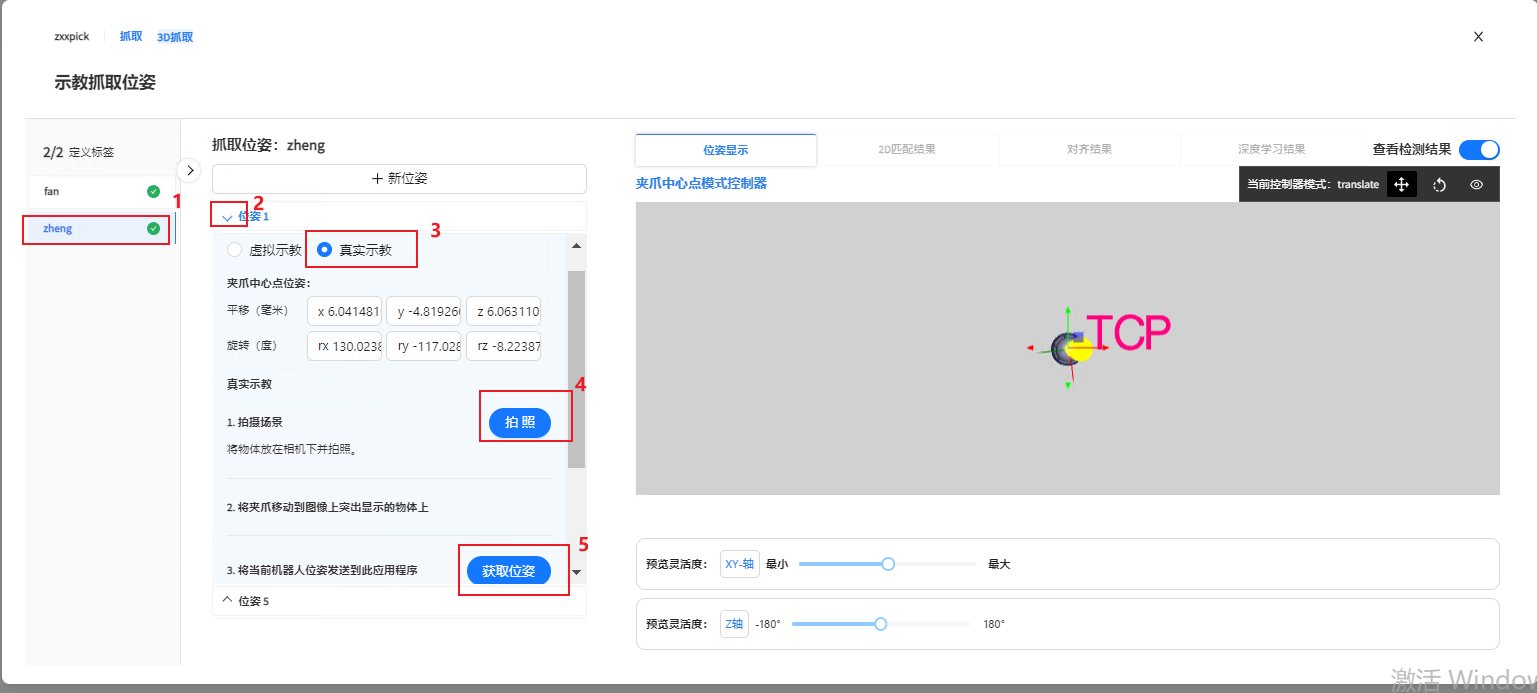 zxxpick 抓取 3D抓取
示教抓取位姿
2/2 定义标签
fan
1
zheng
抓取位姿：zheng
+ 新位姿
2
位姿 1
3
虚拟示教 真实示教
夹爪中心点位姿：
平移（毫米） x 6.041481 y -4.819260 z 6.063110
旋转（度） rx 130.0238 ry -117.028 rz -8.22387
真实示教
4
1. 拍摄场景 拍 照
将物体放在相机下并拍照。
2. 将夹爪移动到图像上突出显示的物体上
5
3. 将当前机器人位姿发送到此应用程序 获取位姿
位姿 5
位姿显示 2D匹配结果 对齐结果 深度学习结果 查看检测结果
夹爪中心点模式控制器 当前控制器模式：translate
TCP
预览灵活度： XY-轴 最小 最大
预览灵活度： Z轴 -180° 180°
激活 Window